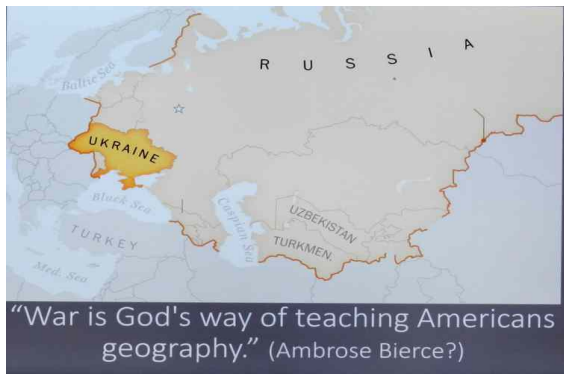 RUSSIA
Baltic Sea
UKRAINE
Black Sea
Caspian Sea
UZBEKISTAN
TURKMEN.
TURKEY
Med. Sea
“War is God's way of teaching Americans
geography.” (Ambrose Bierce?)